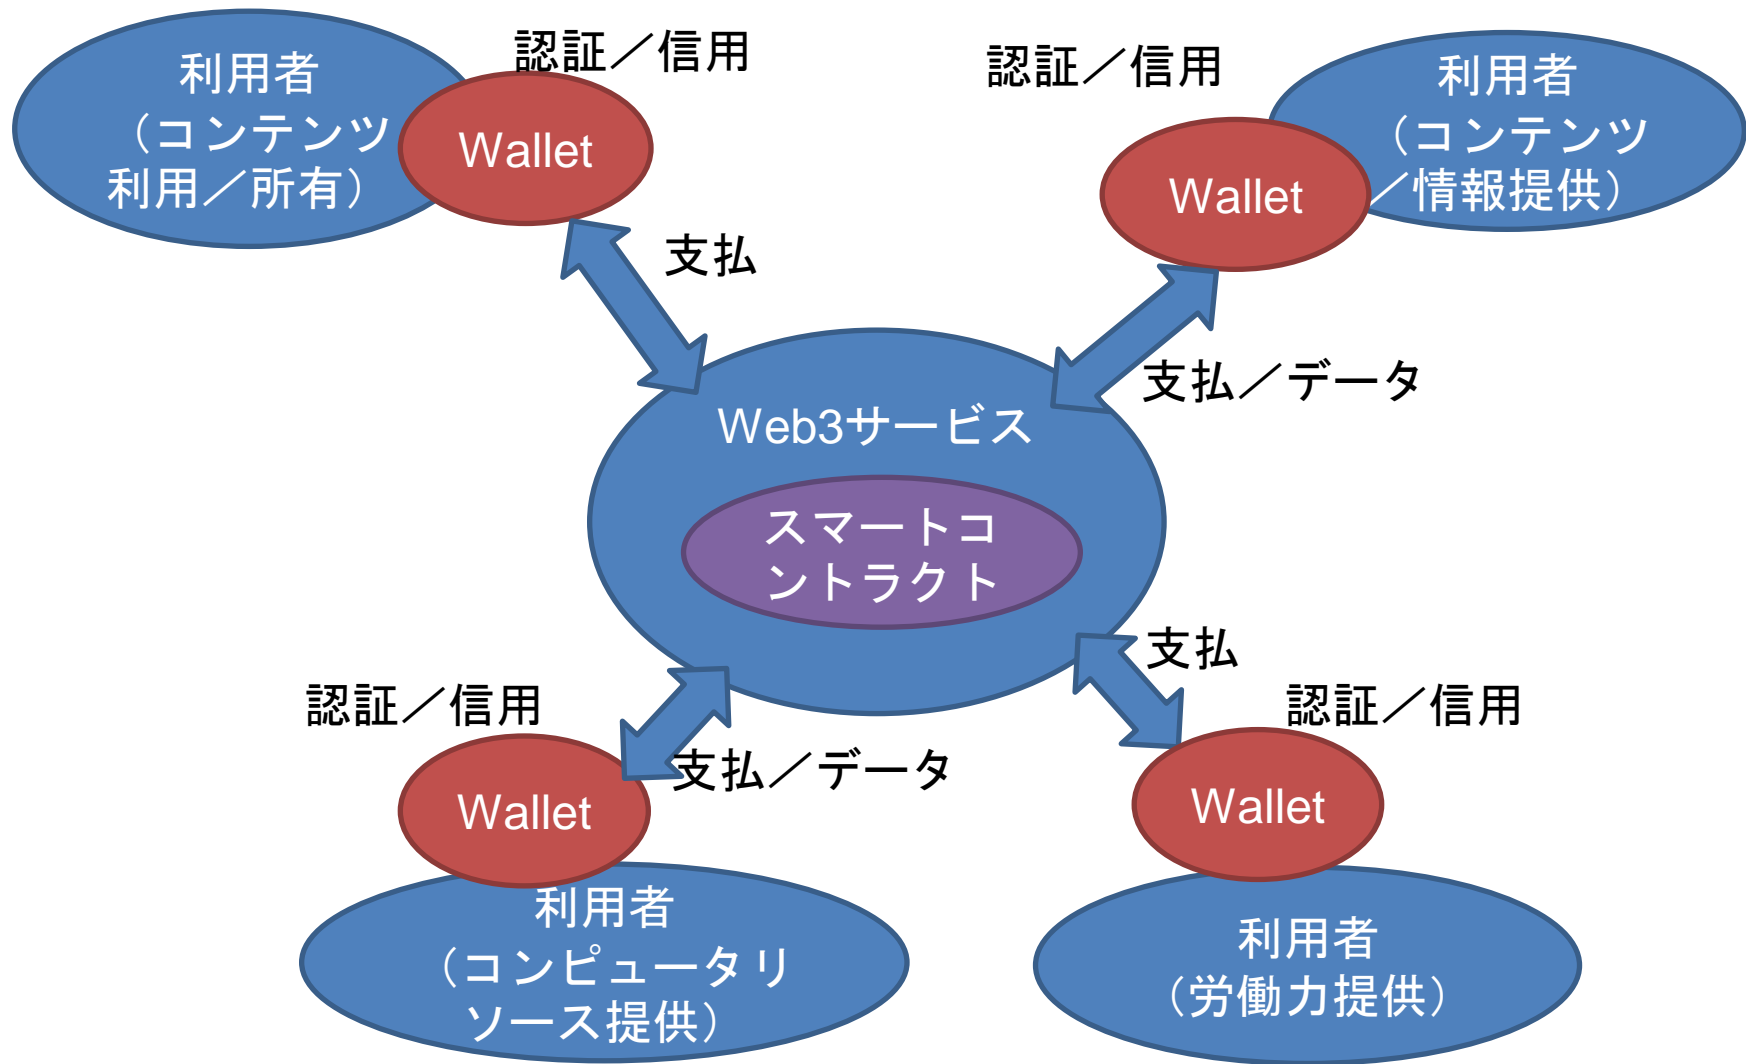 認証／信用
利用者
（コンテンツ
利用／所有）
Wallet
認証／信用
利用者
（コンテンツ
／情報提供）
Wallet
支払
支払／データ
Web3サービス
スマートコ
ントラクト
支払
認証／信用
認証／信用
支払／データ
Wallet
Wallet
利用者
（コンピュータリ
ソース提供）
利用者
（労働力提供）